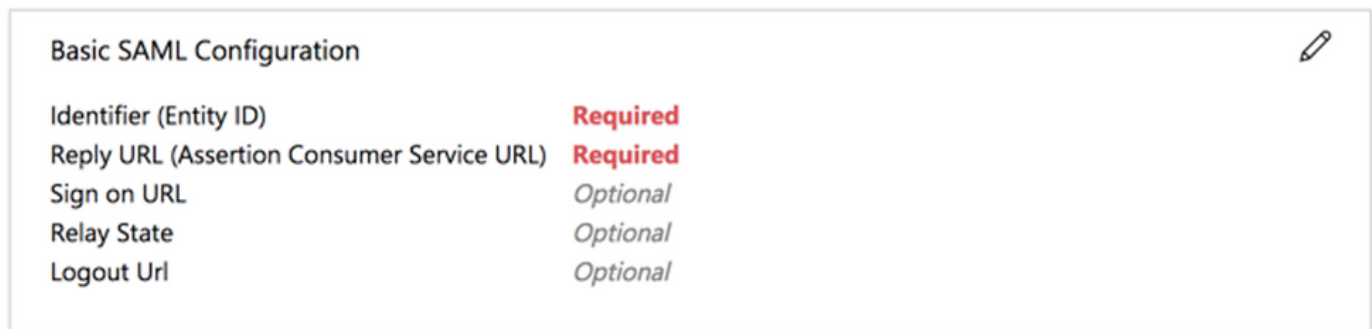 Basic SAML Configuration
Identifier (Entity ID) Required
Reply URL (Assertion Consumer Service URL) Required
Sign on URL Optional
Relay State Optional
Logout Url Optional